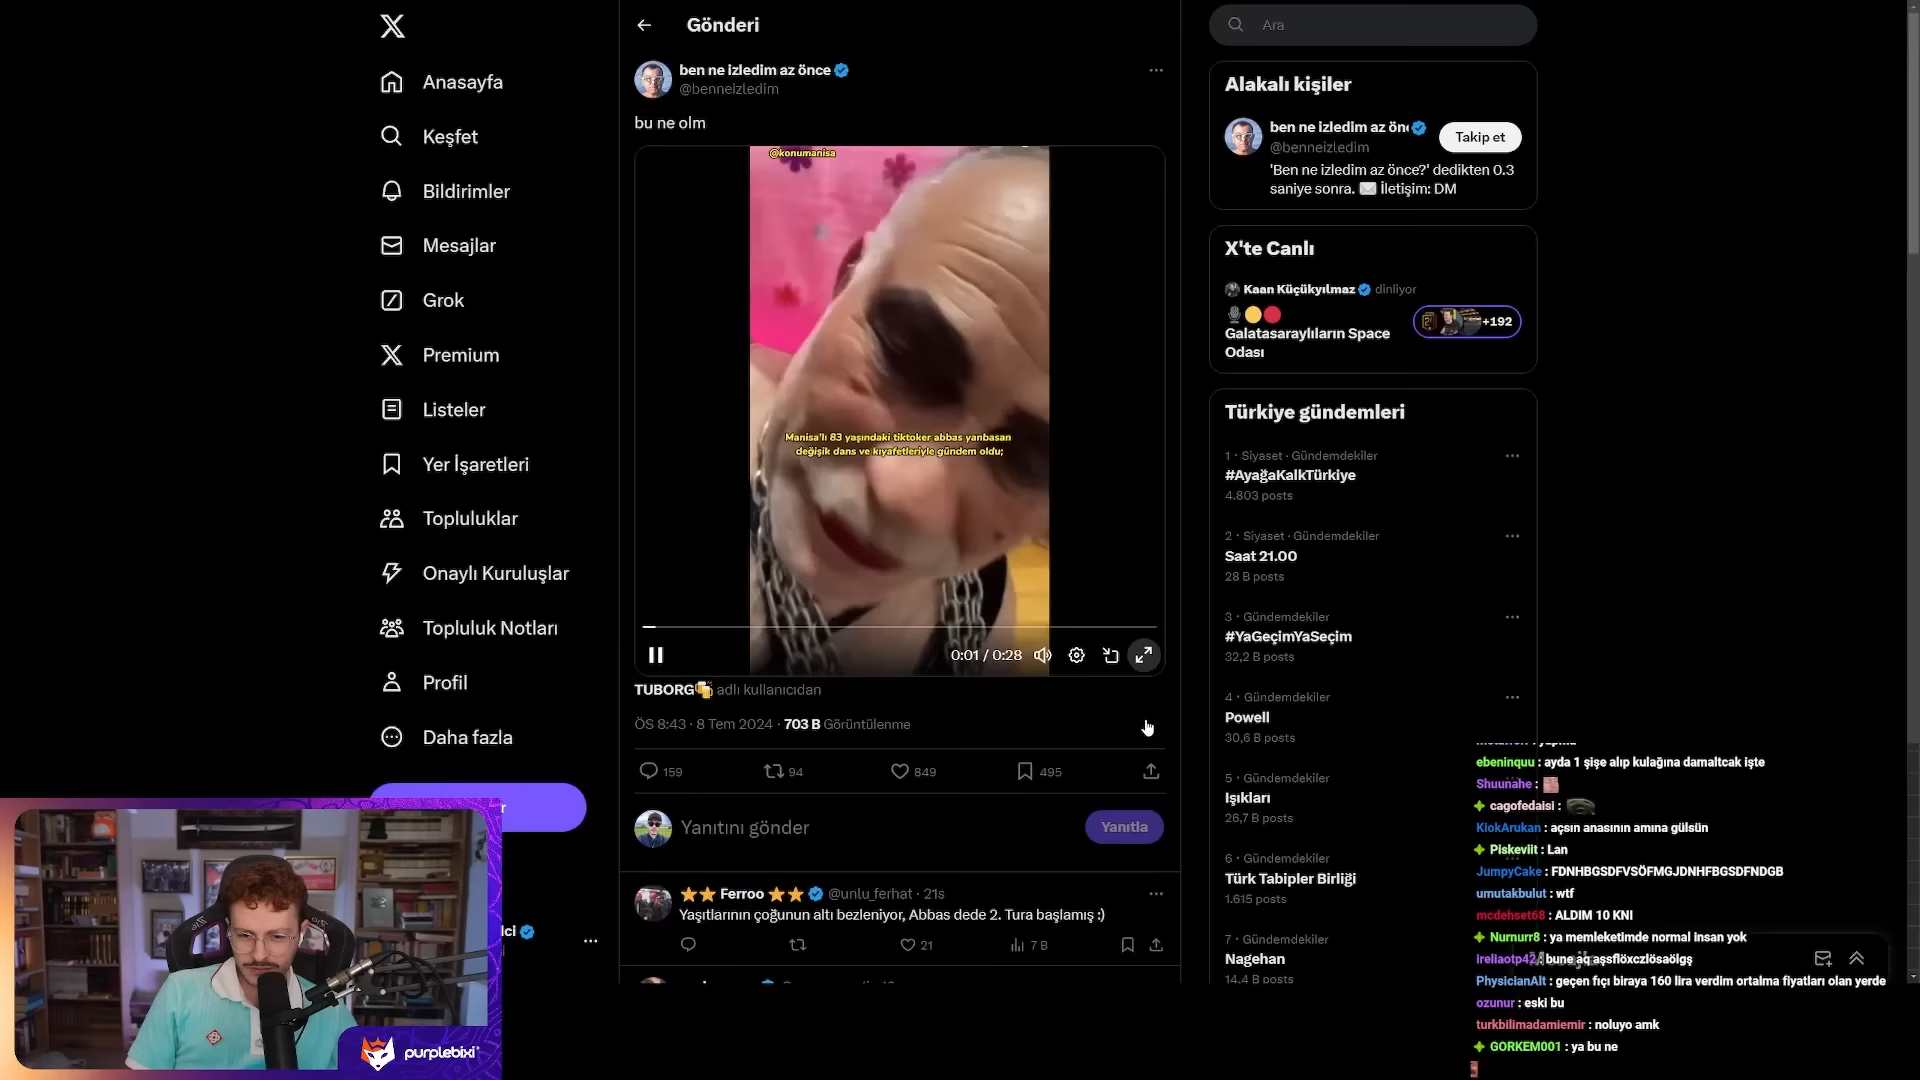 Anasayfa
Keşfet
Bildirimler
Mesajlar
Grok
Premium
Listeler
Yer İşaretleri
Topluluklar
Onaylı Kuruluşlar
Topluluk Notları
Profil
Daha fazla
r
lci
purplebixi
Gönderi
ben ne izledim az önce
@benneizledim
bu ne olm
@konumanisa
Manisa'lı 83 yaşındaki tiktoker abbas yanbasan
değişik dans ve kıyafetleriyle gündem oldu;
0:01 / 0:28
TUBORG🍻 adlı kullanıcıdan
ÖS 8:43 · 8 Tem 2024 · 703 B Görüntülenme
159 94 849 495
Yanıtını gönder
Yanıtla
⭐⭐ Ferroo ⭐⭐ @unlu_ferhat · 21s
Yaşıtlarının çoğunun altı bezleniyor, Abbas dede 2. Tura başlamış :)
21 7 B
Ara
Alakalı kişiler
ben ne izledim az önc
@benneizledim
Takip et
'Ben ne izledim az önce?' dedikten 0.3
saniye sonra. ✉️ İletişim: DM
X'te Canlı
Kaan Küçükyılmaz dinliyor
🎙️🟡🔴
Galatasaraylıların Space
Odası
+192
Türkiye gündemleri
1 · Siyaset · Gündemdekiler
#AyağaKalkTürkiye
4.803 posts
2 · Siyaset · Gündemdekiler
Saat 21.00
28 B posts
3 · Gündemdekiler
#YaGeçimYaSeçim
32,2 B posts
4 · Gündemdekiler
Powell
30,6 B posts
5 · Gündemdekiler
Işıkları
26,7 B posts
6 · Gündemdekiler
Türk Tabipler Birliği
1.615 posts
7 · Gündemdekiler
Nagehan
14,4 B posts
ebeninquu : ayda 1 şişe alıp kulağına damaltcak işte
Shuunahe :
cagofedaisi :
KiokArukan : açsın anasının amına gülsün
Piskeviit : Lan
JumpyCake : FDNHBGSDFVSÖFMGJDNHFBGSDFNDGB
umutakbulut : wtf
mcdehset68 : ALDIM 10 KNI
Nurnurr8 : ya memleketimde normal insan yok
ireliaotp42 : bune aq aşsflöxczlösaölgş
PhysicianAlt : geçen fıçı biraya 160 lira verdim ortalma fiyatları olan yerde
ozunur : eski bu
turkbilimadamiemir : noluyo amk
GORKEM001 : ya bu ne